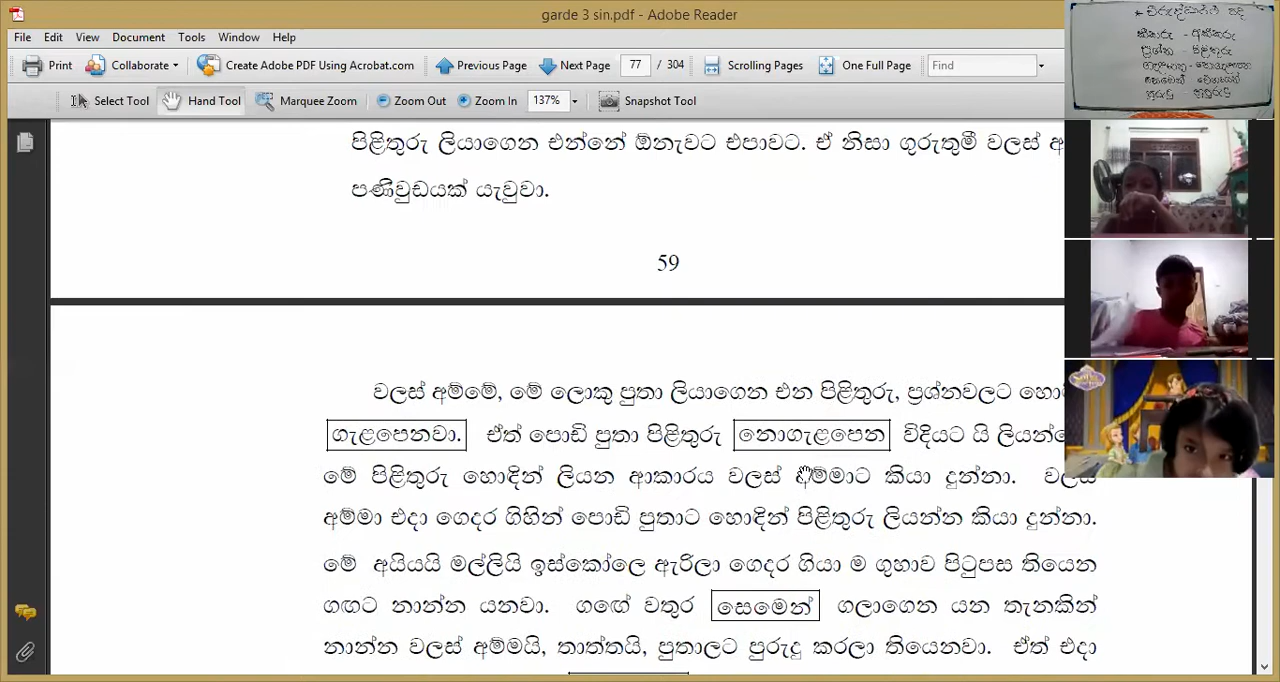 garde 3 sin.pdf - Adobe Reader
File Edit View Document Tools Window Help
Print Collaborate Create Adobe PDF Using Acrobat.com Previous Page Next Page 77 / 304 Scrolling Pages One Full Page Find
Select Tool Hand Tool Marquee Zoom Zoom Out Zoom In 137% Snapshot Tool
පිළිතුරු ලියාගෙන එන්නේ ඕනෑවට එපාවට. ඒ නිසා ගුරුතුමී වලස් අ
පණිවුඩයක් යැවුවා.
59
වලස් අම්මේ, මේ ලොකු පුතා ලියාගෙන එන පිළිතුරු, ප්‍රශ්නවලට හො
ගැළපෙනවා. ඒත් පොඩි පුතා පිළිතුරු නොගැළපෙන විදියට යි ලියන්නෙ
මේ පිළිතුරු හොඳින් ලියන ආකාරය වලස් අම්මාට කියා දුන්නා. වලස්
අම්මා එදා ගෙදර ගිහින් පොඩි පුතාට හොඳින් පිළිතුරු ලියන්න කියා දුන්නා.
මේ අයියයි මල්ලියි ඉස්කෝලෙ ඇරිලා ගෙදර ගියා ම ගුහාව පිටුපස තියෙන
ගඟට නාන්න යනවා. ගඟේ වතුර සෙමෙන් ගලාගෙන යන තැනකින්
නාන්න වලස් අම්මයි, තාත්තයි, පුතාලට පුරුදු කරලා තියෙනවා. ඒත් එදා
විරුද්ධාර්ථ පද
කීකරු - අකීකරු
ප්‍රශ්න - පිළිතුරු
පුරුදු - නුපුරුදු